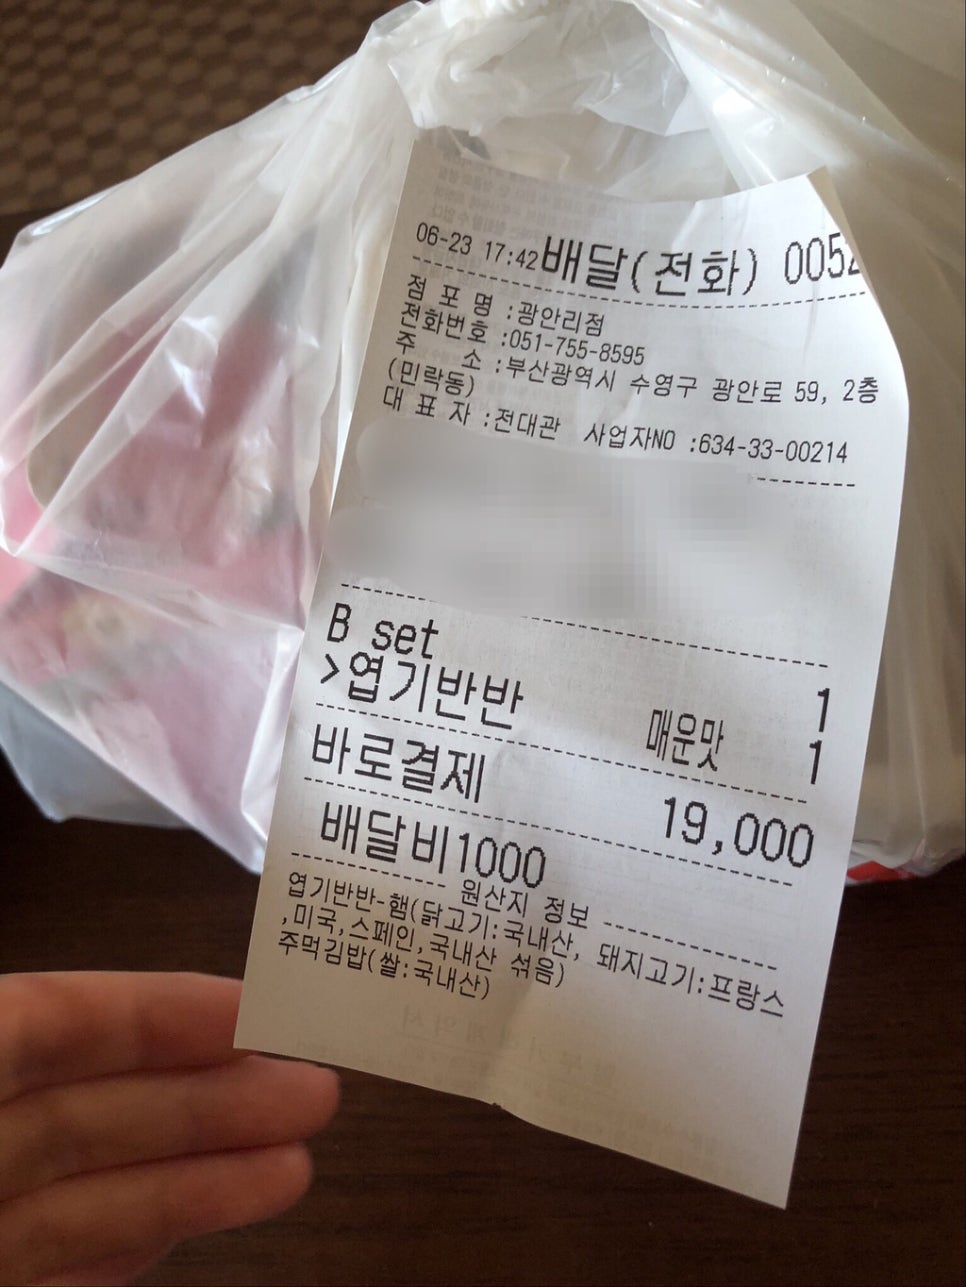 06-23 17:42 배달(전화) 0052
점 포 명 :광안리점
전화번호 :051-755-8595
주 소 :부산광역시 수영구 광안로 59, 2층
(민락동)
대 표 자 :전대관 사업자NO :634-33-00214
B set 1
>엽기반반 매운맛 1
바로결제 19,000
배달비1000
원산지 정보
엽기반반-햄(닭고기:국내산, 돼지고기:프랑스
,미국,스페인,국내산 섞음)
주먹김밥(쌀:국내산)